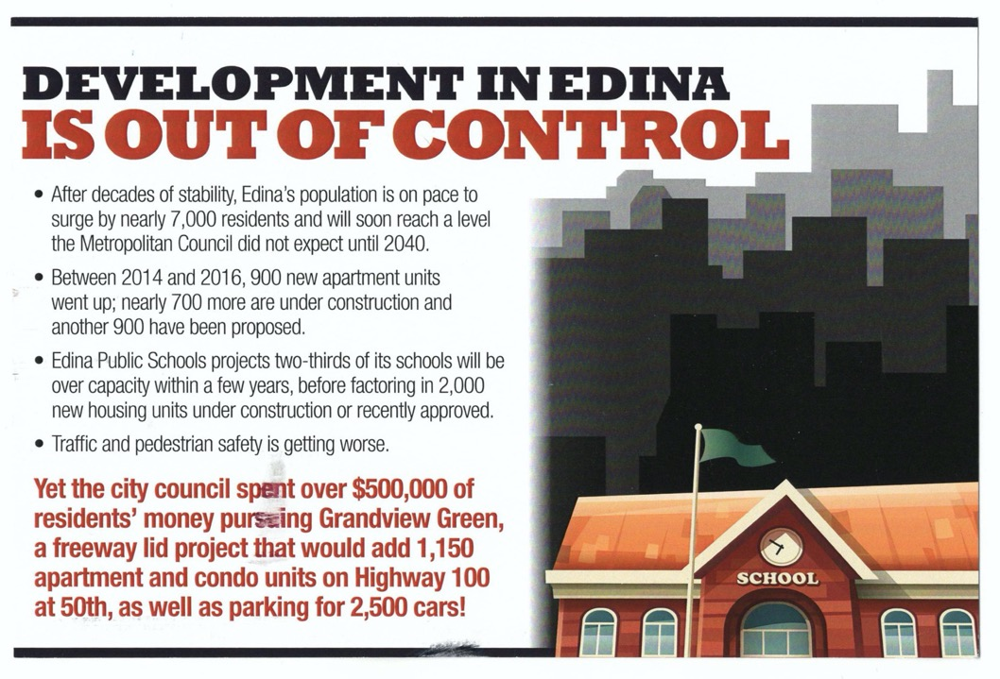 DEVELOPMENT IN EDINA
IS OUT OF CONTROL
• After decades of stability, Edina's population is on pace to
surge by nearly 7,000 residents and will soon reach a level
the Metropolitan Council did not expect until 2040.
• Between 2014 and 2016, 900 new apartment units
went up; nearly 700 more are under construction and
another 900 have been proposed.
• Edina Public Schools projects two-thirds of its schools will be
over capacity within a few years, before factoring in 2,000
new housing units under construction or recently approved.
• Traffic and pedestrian safety is getting worse.
Yet the city council spent over $500,000 of
residents' money pursuing Grandview Green,
a freeway lid project that would add 1,150
apartment and condo units on Highway 100
at 50th, as well as parking for 2,500 cars!
SCHOOL